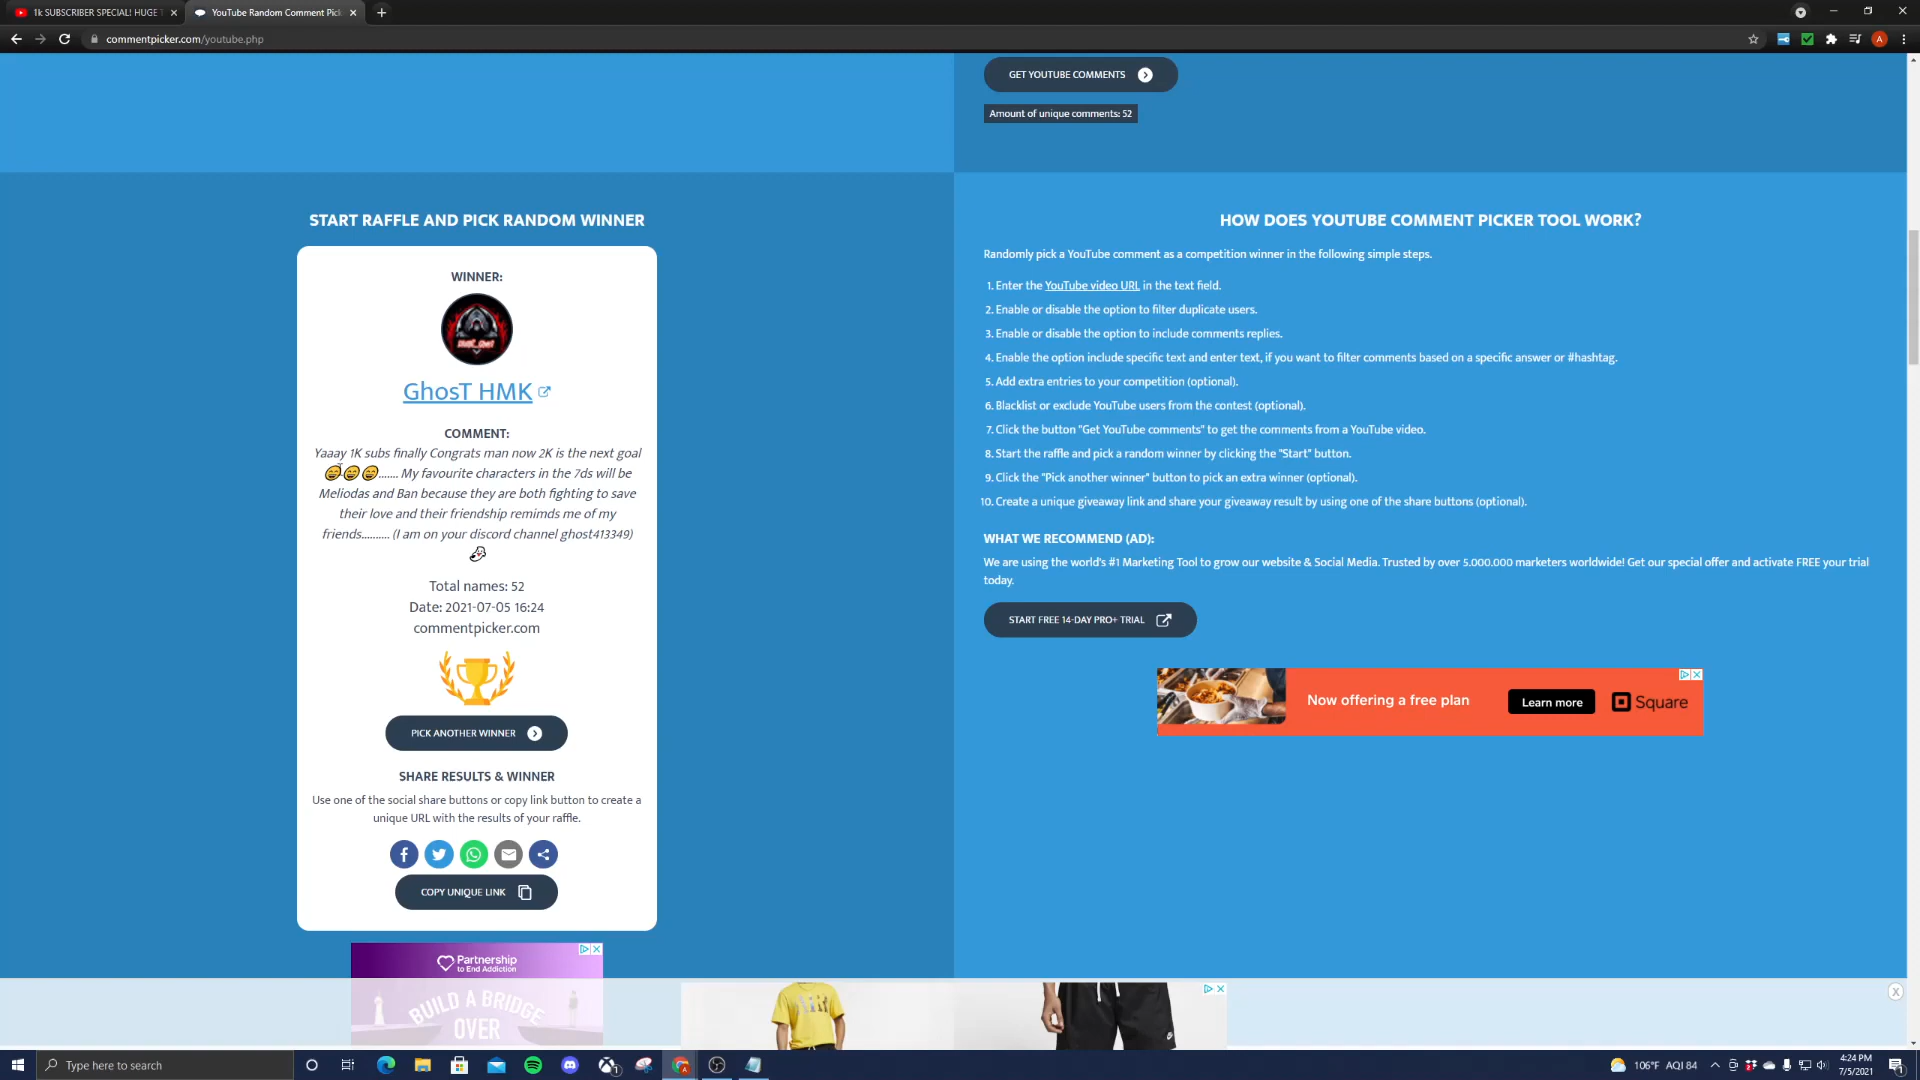 1k SUBSCRIBER SPECIAL! HUGE
YouTube Random Comment Pick
commentpicker.com/youtube.php
A
GET YOUTUBE COMMENTS
Amount of unique comments: 52
START RAFFLE AND PICK RANDOM WINNER
WINNER:
GhosT HMK
COMMENT:
Yaaay 1K subs finally Congrats man now 2K is the next goal
😅😅😅....... My favourite characters in the 7ds will be
Meliodas and Ban because they are both fighting to save
their love and their friendship remimds me of my
friends.......... (I am on your discord channel ghost413349)
Total names: 52
Date: 2021-07-05 16:24
commentpicker.com
PICK ANOTHER WINNER
SHARE RESULTS & WINNER
Use one of the social share buttons or copy link button to create a
unique URL with the results of your raffle.
COPY UNIQUE LINK
Partnership
to End Addiction
BUILD A BRIDGE
OVER
HOW DOES YOUTUBE COMMENT PICKER TOOL WORK?
Randomly pick a YouTube comment as a competition winner in the following simple steps.
1. Enter the YouTube video URL in the text field.
2. Enable or disable the option to filter duplicate users.
3. Enable or disable the option to include comments replies.
4. Enable the option include specific text and enter text, if you want to filter comments based on a specific answer or #hashtag.
5. Add extra entries to your competition (optional).
6. Blacklist or exclude YouTube users from the contest (optional).
7. Click the button "Get YouTube comments" to get the comments from a YouTube video.
8. Start the raffle and pick a random winner by clicking the "Start" button.
9. Click the "Pick another winner" button to pick an extra winner (optional).
10. Create a unique giveaway link and share your giveaway result by using one of the share buttons (optional).
WHAT WE RECOMMEND (AD):
We are using the world's #1 Marketing Tool to grow our website & Social Media. Trusted by over 5.000.000 marketers worldwide! Get our special offer and activate FREE your trial
today.
START FREE 14-DAY PRO+ TRIAL
Now offering a free plan
Learn more
Square
Type here to search
106°F AQI 84
4:24 PM
7/5/2021